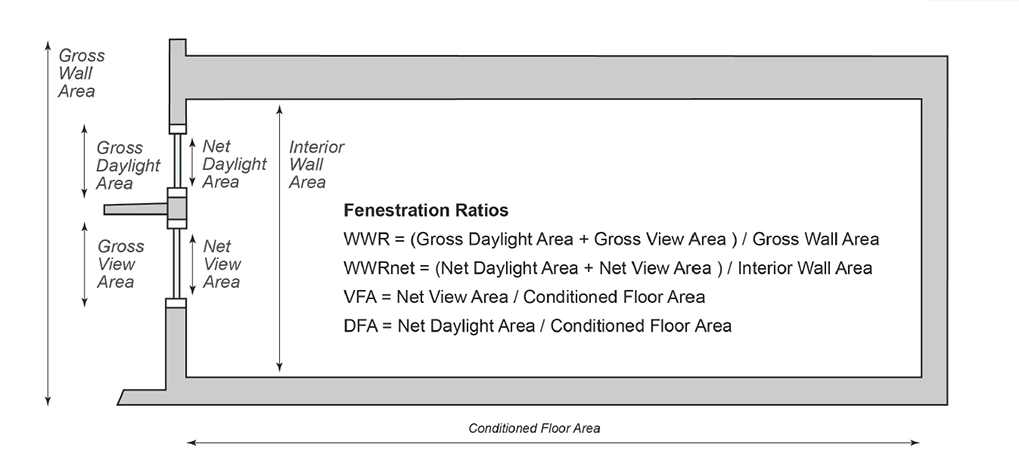 Gross
Wall
Area
Gross
Daylight
Area
Net
Daylight
Area
Interior
Wall
Area
Gross
View
Area
Net
View
Area
Fenestration Ratios
WWR = (Gross Daylight Area + Gross View Area ) / Gross Wall Area
WWRnet = (Net Daylight Area + Net View Area ) / Interior Wall Area
VFA = Net View Area / Conditioned Floor Area
DFA = Net Daylight Area / Conditioned Floor Area
Conditioned Floor Area